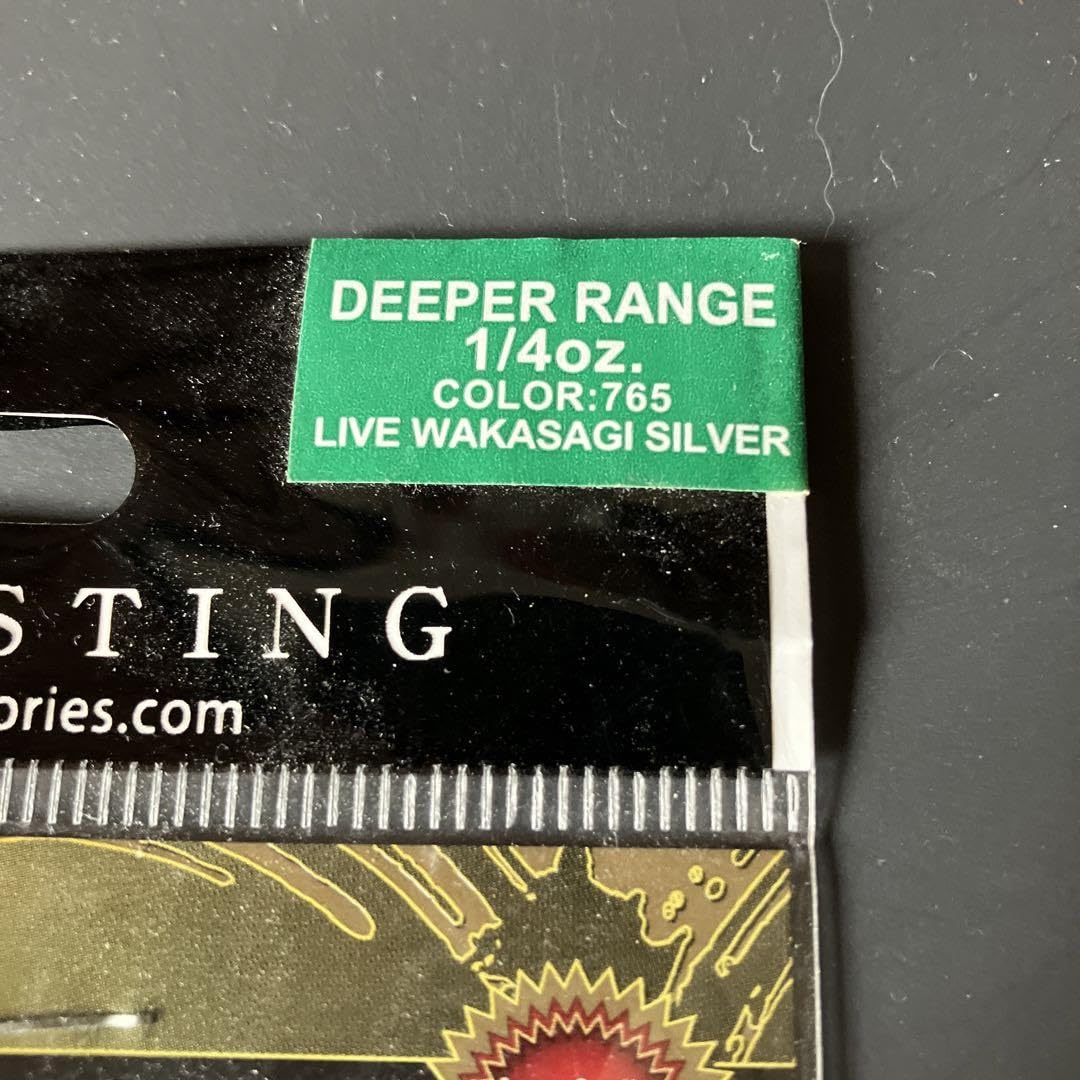 DEEPER RANGE
1/4oz.
COLOR:765
LIVE WAKASAGI SILVER
STING
ories.com